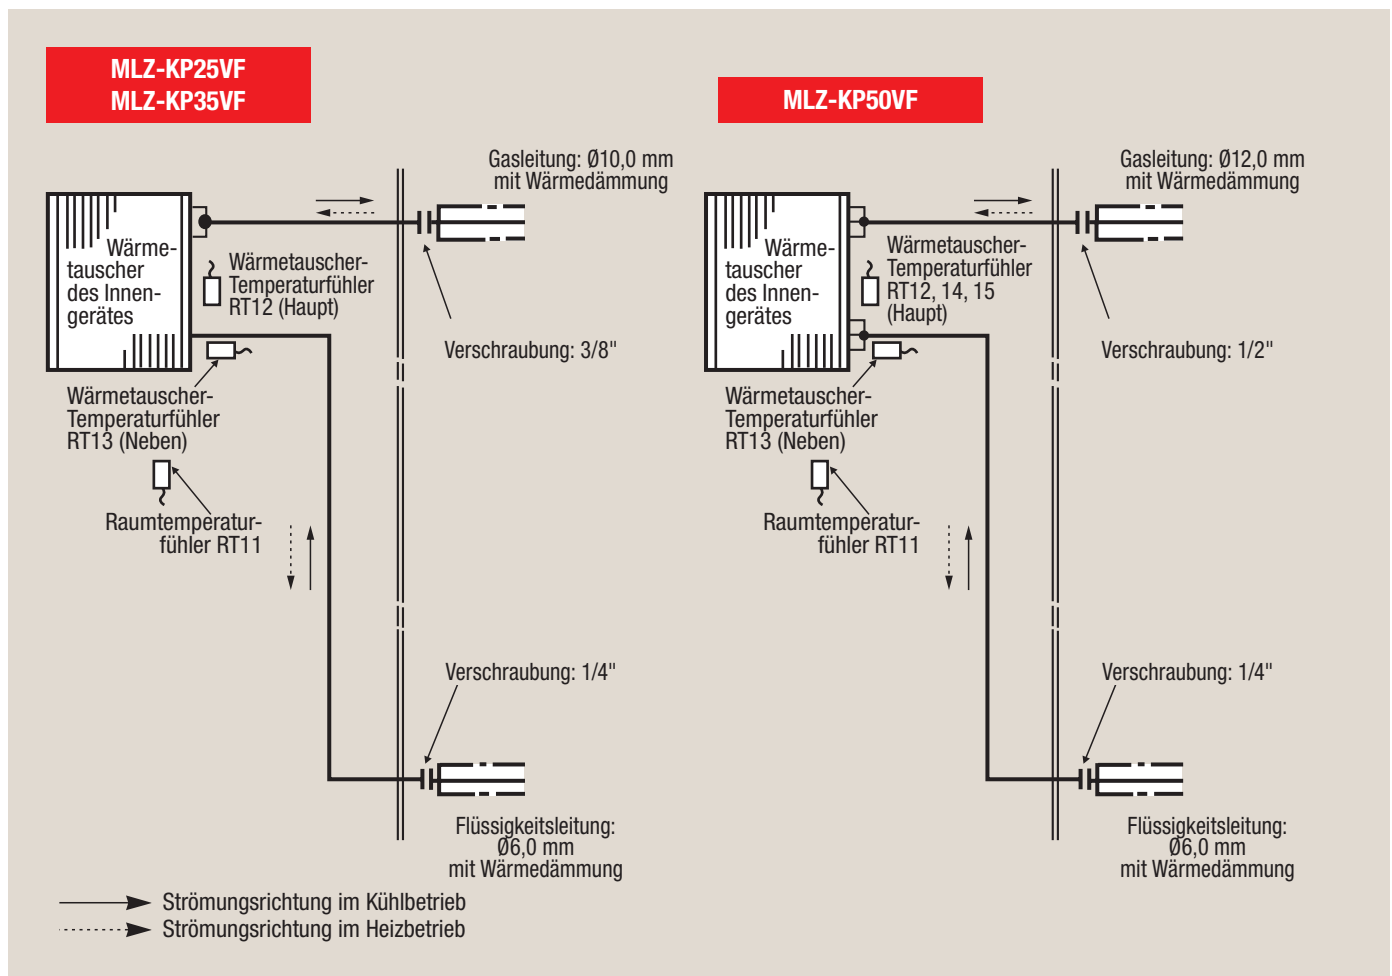 MLZ-KP25VF
MLZ-KP35VF
Gasleitung: Ø10,0 mm
mit Wärmedämmung
Wärme-
tauscher
des Innen-
gerätes
Wärmetauscher-
Temperaturfühler
RT12 (Haupt)
Verschraubung: 3/8"
Wärmetauscher-
Temperaturfühler
RT13 (Neben)
Raumtemperatur-
fühler RT11
Verschraubung: 1/4"
Flüssigkeitsleitung:
Ø6,0 mm
mit Wärmedämmung
MLZ-KP50VF
Gasleitung: Ø12,0 mm
mit Wärmedämmung
Wärme-
tauscher
des Innen-
gerätes
Wärmetauscher-
Temperaturfühler
RT12, 14, 15
(Haupt)
Verschraubung: 1/2"
Wärmetauscher-
Temperaturfühler
RT13 (Neben)
Raumtemperatur-
fühler RT11
Verschraubung: 1/4"
Flüssigkeitsleitung:
Ø6,0 mm
mit Wärmedämmung
Strömungsrichtung im Kühlbetrieb
Strömungsrichtung im Heizbetrieb